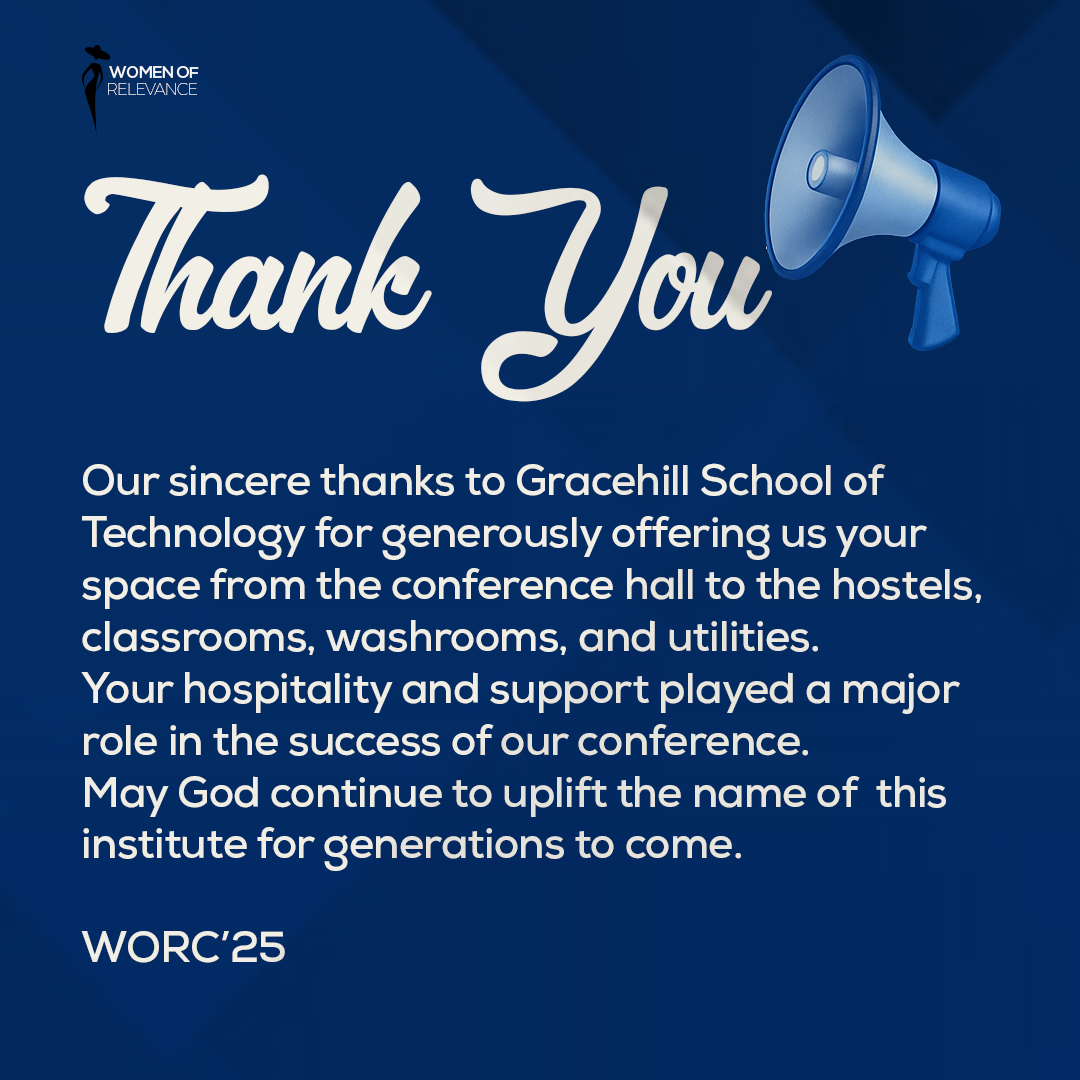 WOMEN OF
RELEVANCE
Thank You
Our sincere thanks to Gracehill School of
Technology for generously offering us your
space from the conference hall to the hostels,
classrooms, washrooms, and utilities.
Your hospitality and support played a major
role in the success of our conference.
May God continue to uplift the name of  this
institute for generations to come.
WORC’25